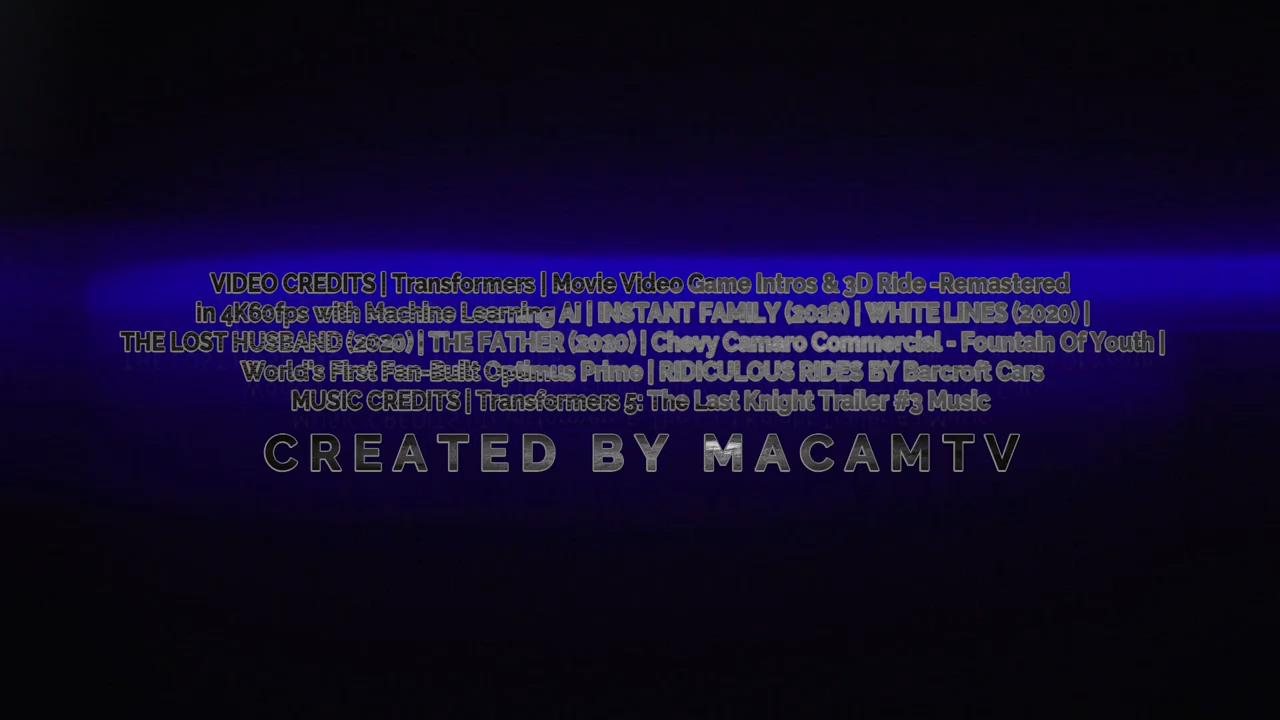 VIDEO CREDITS | Transformers | Movie Video Game Intros & 3D Ride -Remastered
in 4K60fps with Machine Learning Ai | INSTANT FAMILY (2018) | WHITE LINES (2020) |
THE LOST HUSBAND (2020) | THE FATHER (2020) | Chevy Camaro Commercial - Fountain Of Youth |
World's First Fan-Built Optimus Prime | RIDICULOUS RIDES BY Barcroft Cars
MUSIC CREDITS | Transformers 5: The Last Knight Trailer #3 Music
CREATED BY MACAMTV